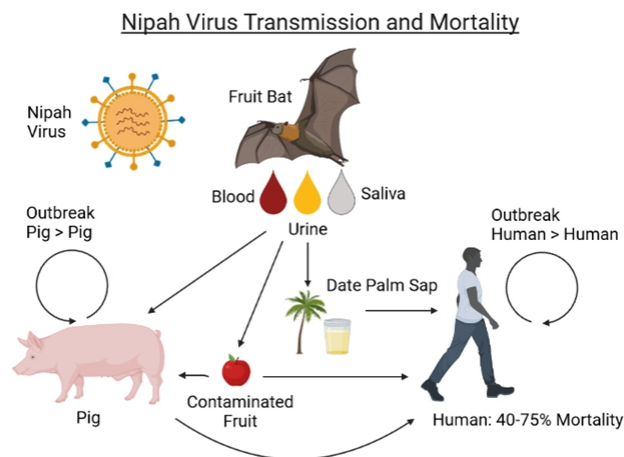 Nipah Virus Transmission and Mortality
Nipah
Virus
Fruit Bat
Blood
Saliva
Urine
Outbreak
Pig > Pig
Outbreak
Human > Human
Date Palm Sap
Contaminated
Fruit
Pig
Human: 40-75% Mortality